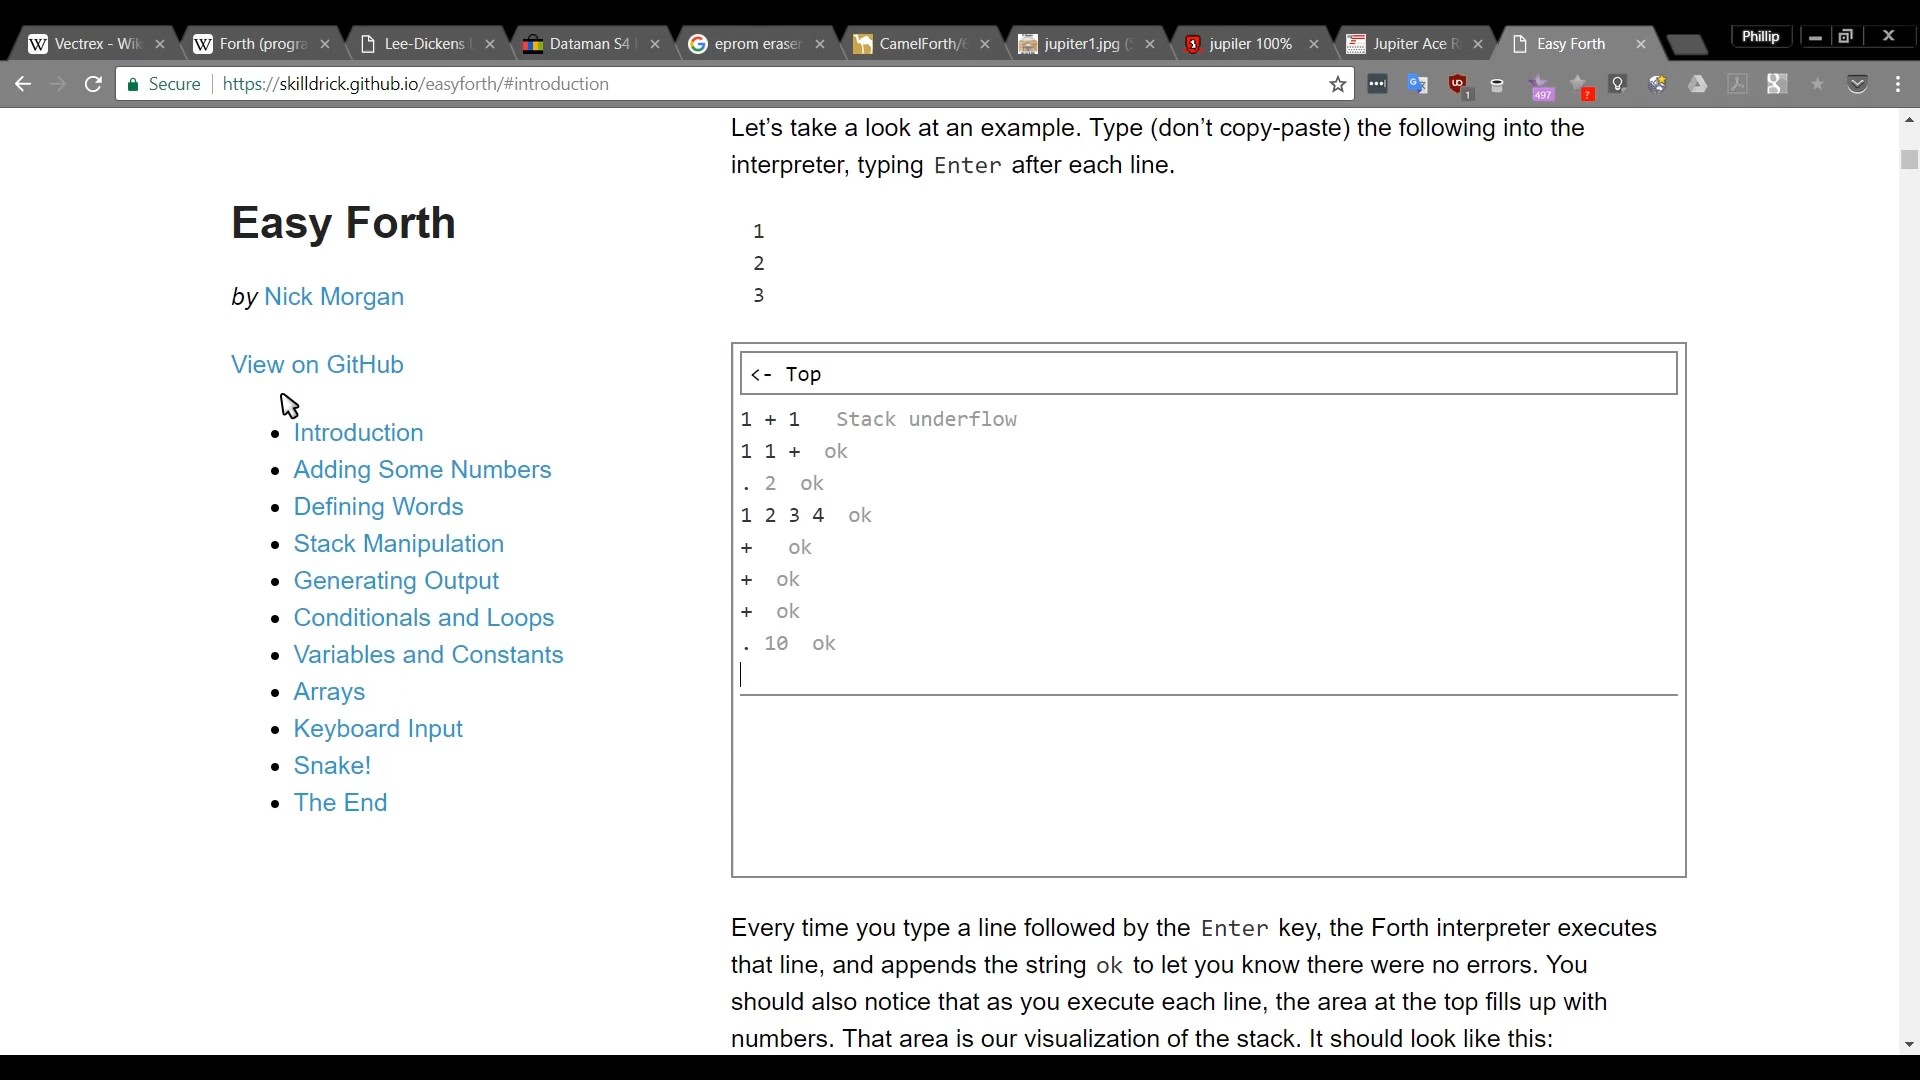 Vectrex - Wik
Forth (progra
Lee-Dickens
Dataman S4
eprom eraser
CamelForth/6
jupiter1.jpg (
jupiler 100%
Jupiter Ace R
Easy Forth
Phillip
Secure
https://skilldrick.github.io/easyforth/#introduction
1
497
?
Let’s take a look at an example. Type (don’t copy-paste) the following into the
interpreter, typing Enter after each line.
1
2
3
Easy Forth
by Nick Morgan
View on GitHub
Introduction
Adding Some Numbers
Defining Words
Stack Manipulation
Generating Output
Conditionals and Loops
Variables and Constants
Arrays
Keyboard Input
Snake!
The End
<- Top
1 + 1   Stack underflow
1 1 +  ok
. 2  ok
1 2 3 4  ok
+   ok
+  ok
+  ok
. 10  ok
Every time you type a line followed by the Enter key, the Forth interpreter executes
that line, and appends the string ok to let you know there were no errors. You
should also notice that as you execute each line, the area at the top fills up with
numbers. That area is our visualization of the stack. It should look like this: